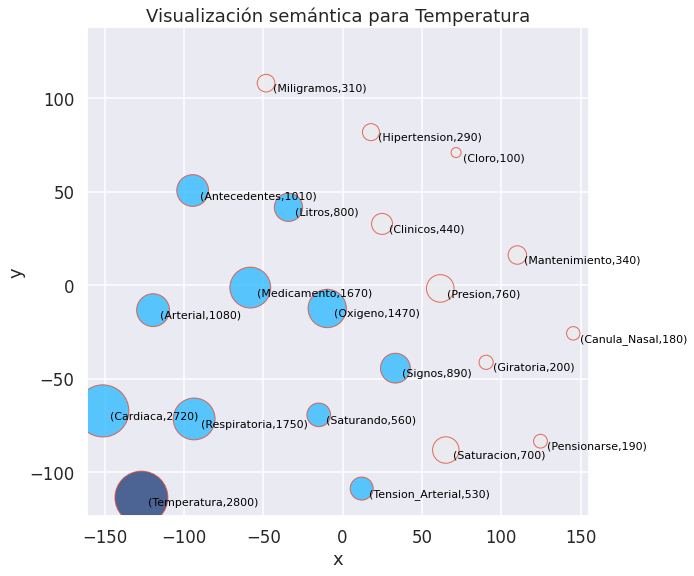 Visualización semántica para Temperatura
100
50
0
−50
−100
y
(Miligramos,310)
(Hipertension,290)
(Cloro,100)
(Antecedentes,1010)
(Litros,800)
(Clinicos,440)
(Mantenimiento,340)
(Medicamento,1670)
(Presion,760)
(Arterial,1080)
(Oxigeno,1470)
(Canula_Nasal,180)
(Signos,890)
(Giratoria,200)
(Cardiaca,2720)
(Respiratoria,1750)
(Saturando,560)
(Pensionarse,190)
(Saturacion,700)
(Temperatura,2800)
(Tension_Arterial,530)
−150 −100 −50 0 50 100 150
x